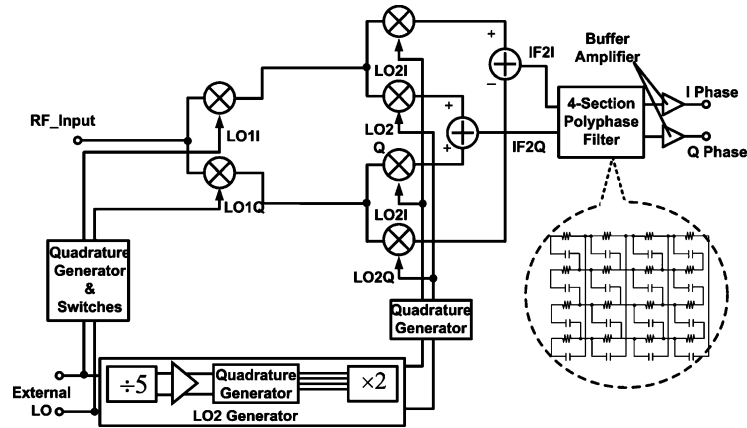 RF_Input
LO1I
LO1Q
LO2I
LO2
Q
LO2I
LO2Q
+
−
+
+
IF2I
IF2Q
Buffer
Amplifier
4-Section
Polyphase
Filter
I Phase
Q Phase
Quadrature
Generator
&
Switches
Quadrature
Generator
External
LO
÷5
Quadrature
Generator
×2
LO2 Generator